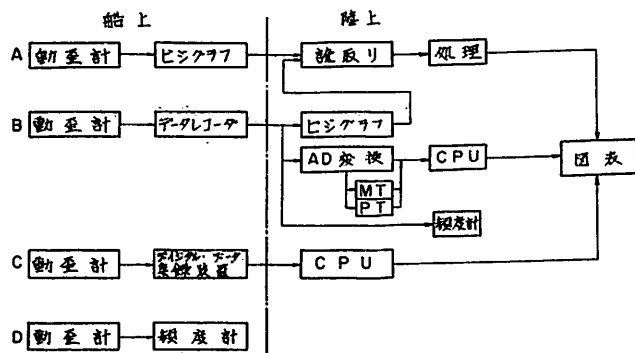 船上 陸上
A 動歪計 ビジグラフ 読取り 処理
B 動歪計 データレコーダ ビジグラフ
AD変換 CPU 図表
MT
PT
頻度計
C 動歪計 ディジタル・データ CPU
集録装置
D 動歪計 頻度計